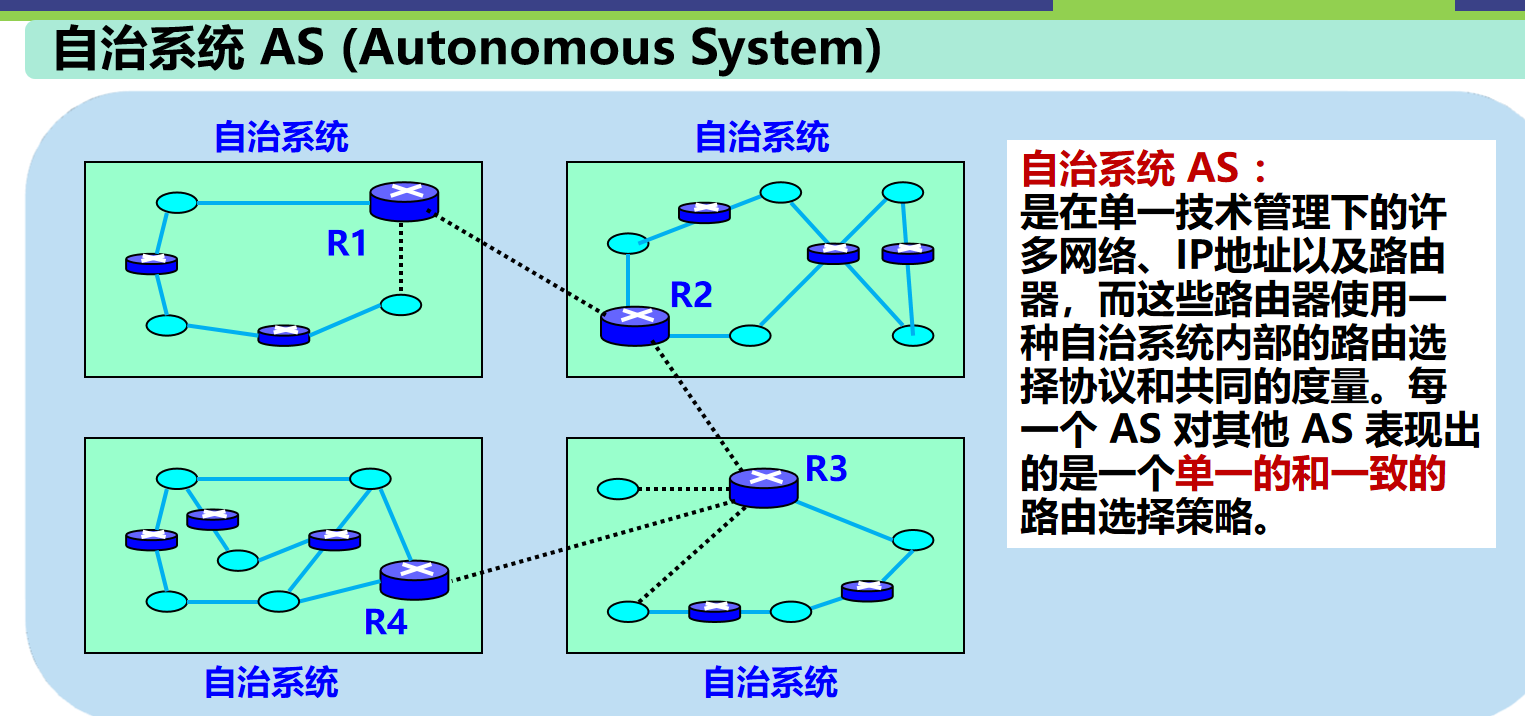 自治系统 AS (Autonomous System)
自治系统
自治系统
R1
R2
R3
R4
自治系统
自治系统
自治系统 AS：
是在单一技术管理下的许
多网络、IP地址以及路由
器，而这些路由器使用一
种自治系统内部的路由选
择协议和共同的度量。每
一个 AS 对其他 AS 表现出
的是一个单一的和一致的
路由选择策略。